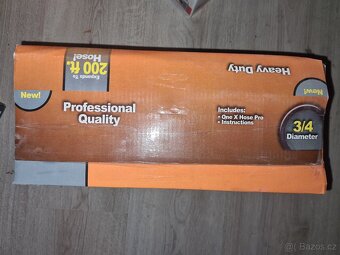 Expands To
200 ft.
Hose!
Heavy Duty
New!
New!
Professional
Quality
Includes:
• One X Hose Pro
• Instructions
3/4
Diameter
Bazos.cz